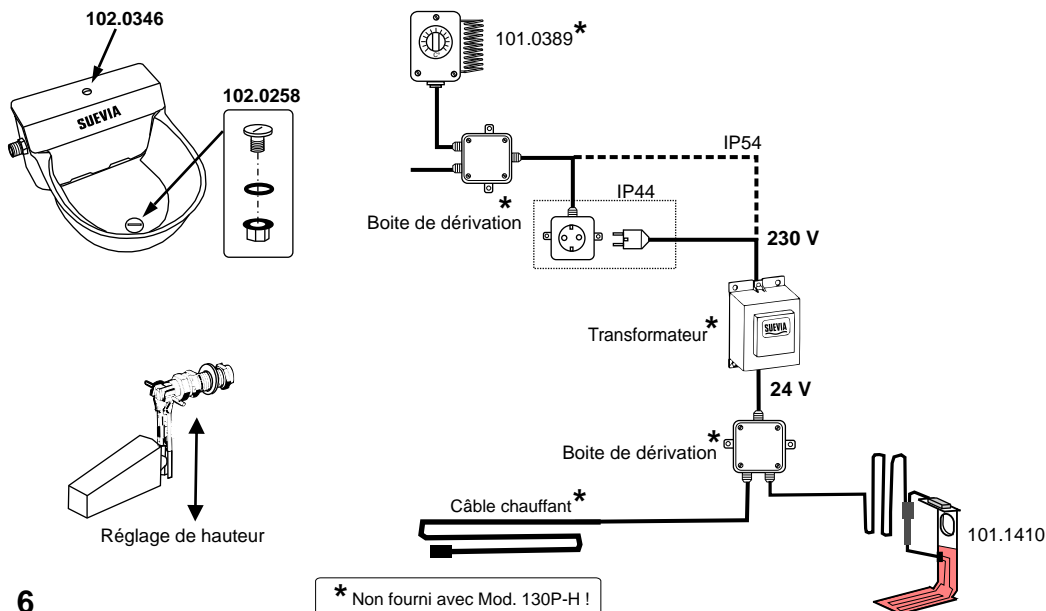 102.0346
SUEVIA
102.0258
101.0389*
IP54
*
Boite de dérivation
IP44
230 V
Transformateur*
SUEVIA
24 V
Boite de dérivation*
Câble chauffant*
101.1410
Réglage de hauteur
* Non fourni avec Mod. 130P-H !
6